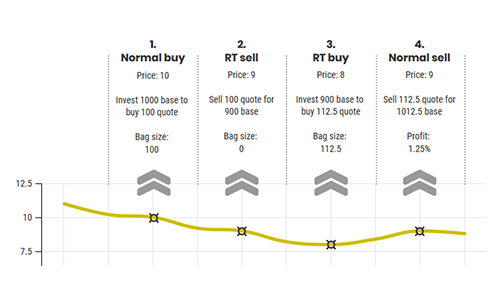 1.
Normal buy
Price: 10
Invest 1000 base to
buy 100 quote
Bag size:
100
2.
RT sell
Price: 9
Sell 100 quote for
900 base
Bag size:
0
3.
RT buy
Price: 8
Invest 900 base to
buy 112.5 quote
Bag size:
112.5
4.
Normal sell
Price: 9
Sell 112.5 quote for
1012.5 base
Profit:
1.25%
12.5
10
7.5